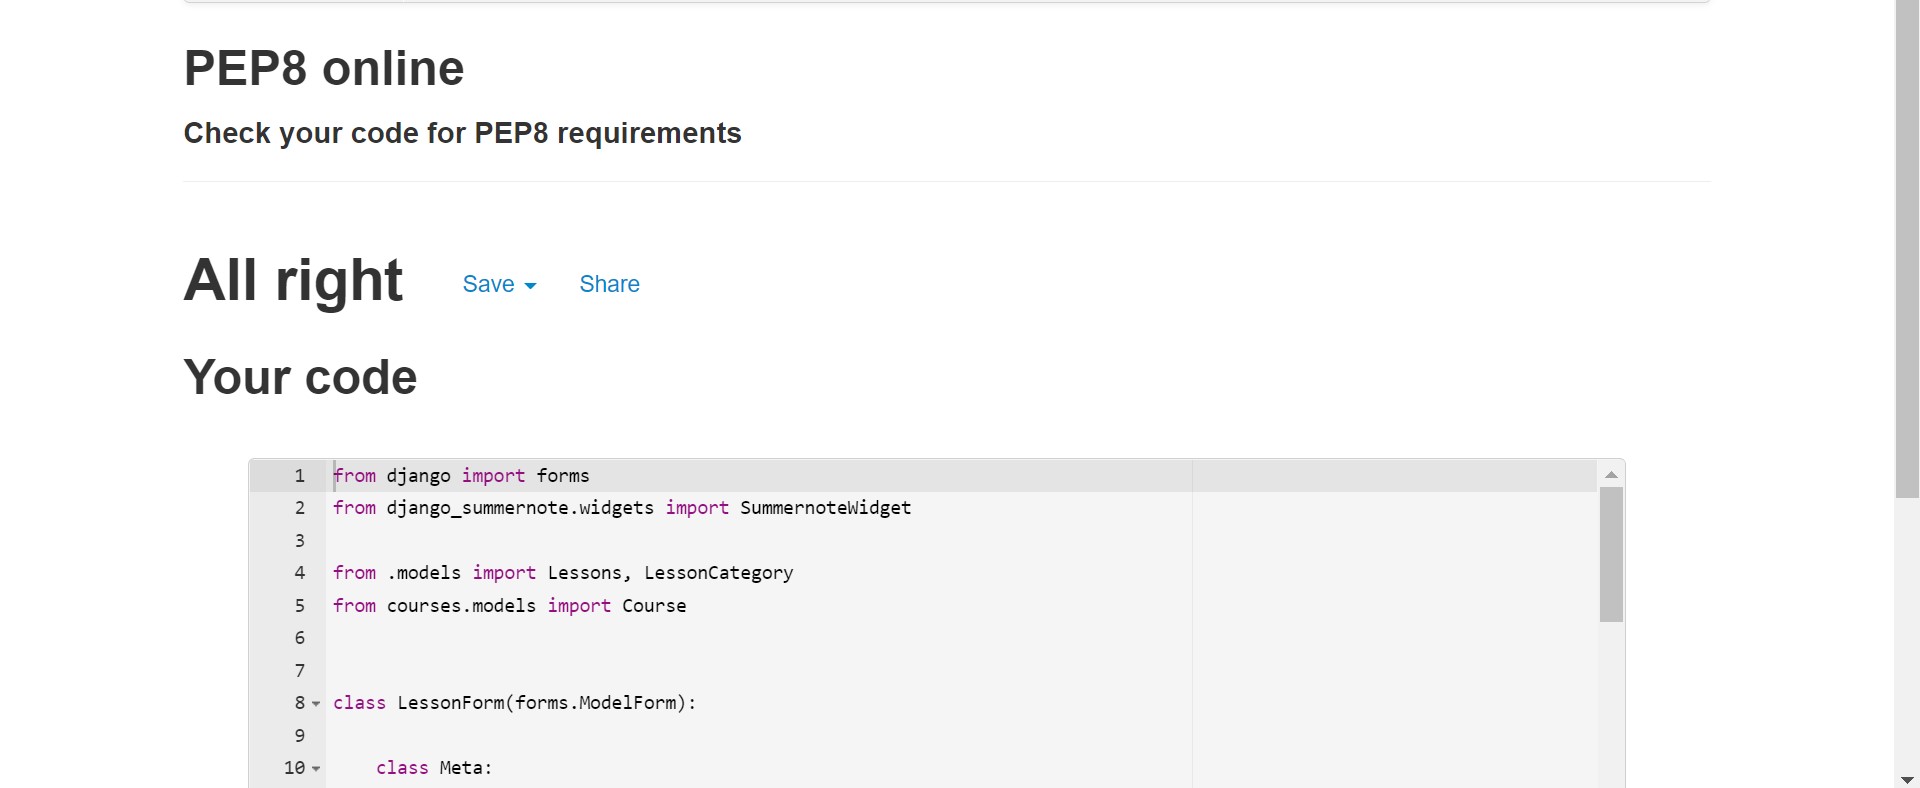 PEP8 online
Check your code for PEP8 requirements
All right Save Share
Your code
1 from django import forms
2 from django_summernote.widgets import SummernoteWidget
3
4 from .models import Lessons, LessonCategory
5 from courses.models import Course
6
7
8 class LessonForm(forms.ModelForm):
9
10     class Meta: